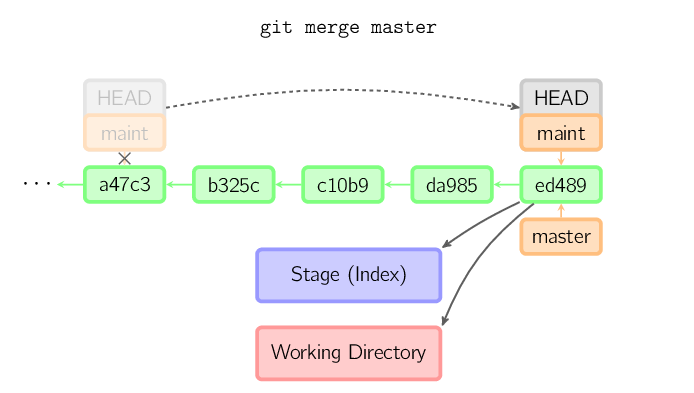 git merge master
HEAD
HEAD
maint
maint
... a47c3 b325c c10b9 da985 ed489
master
Stage (Index)
Working Directory